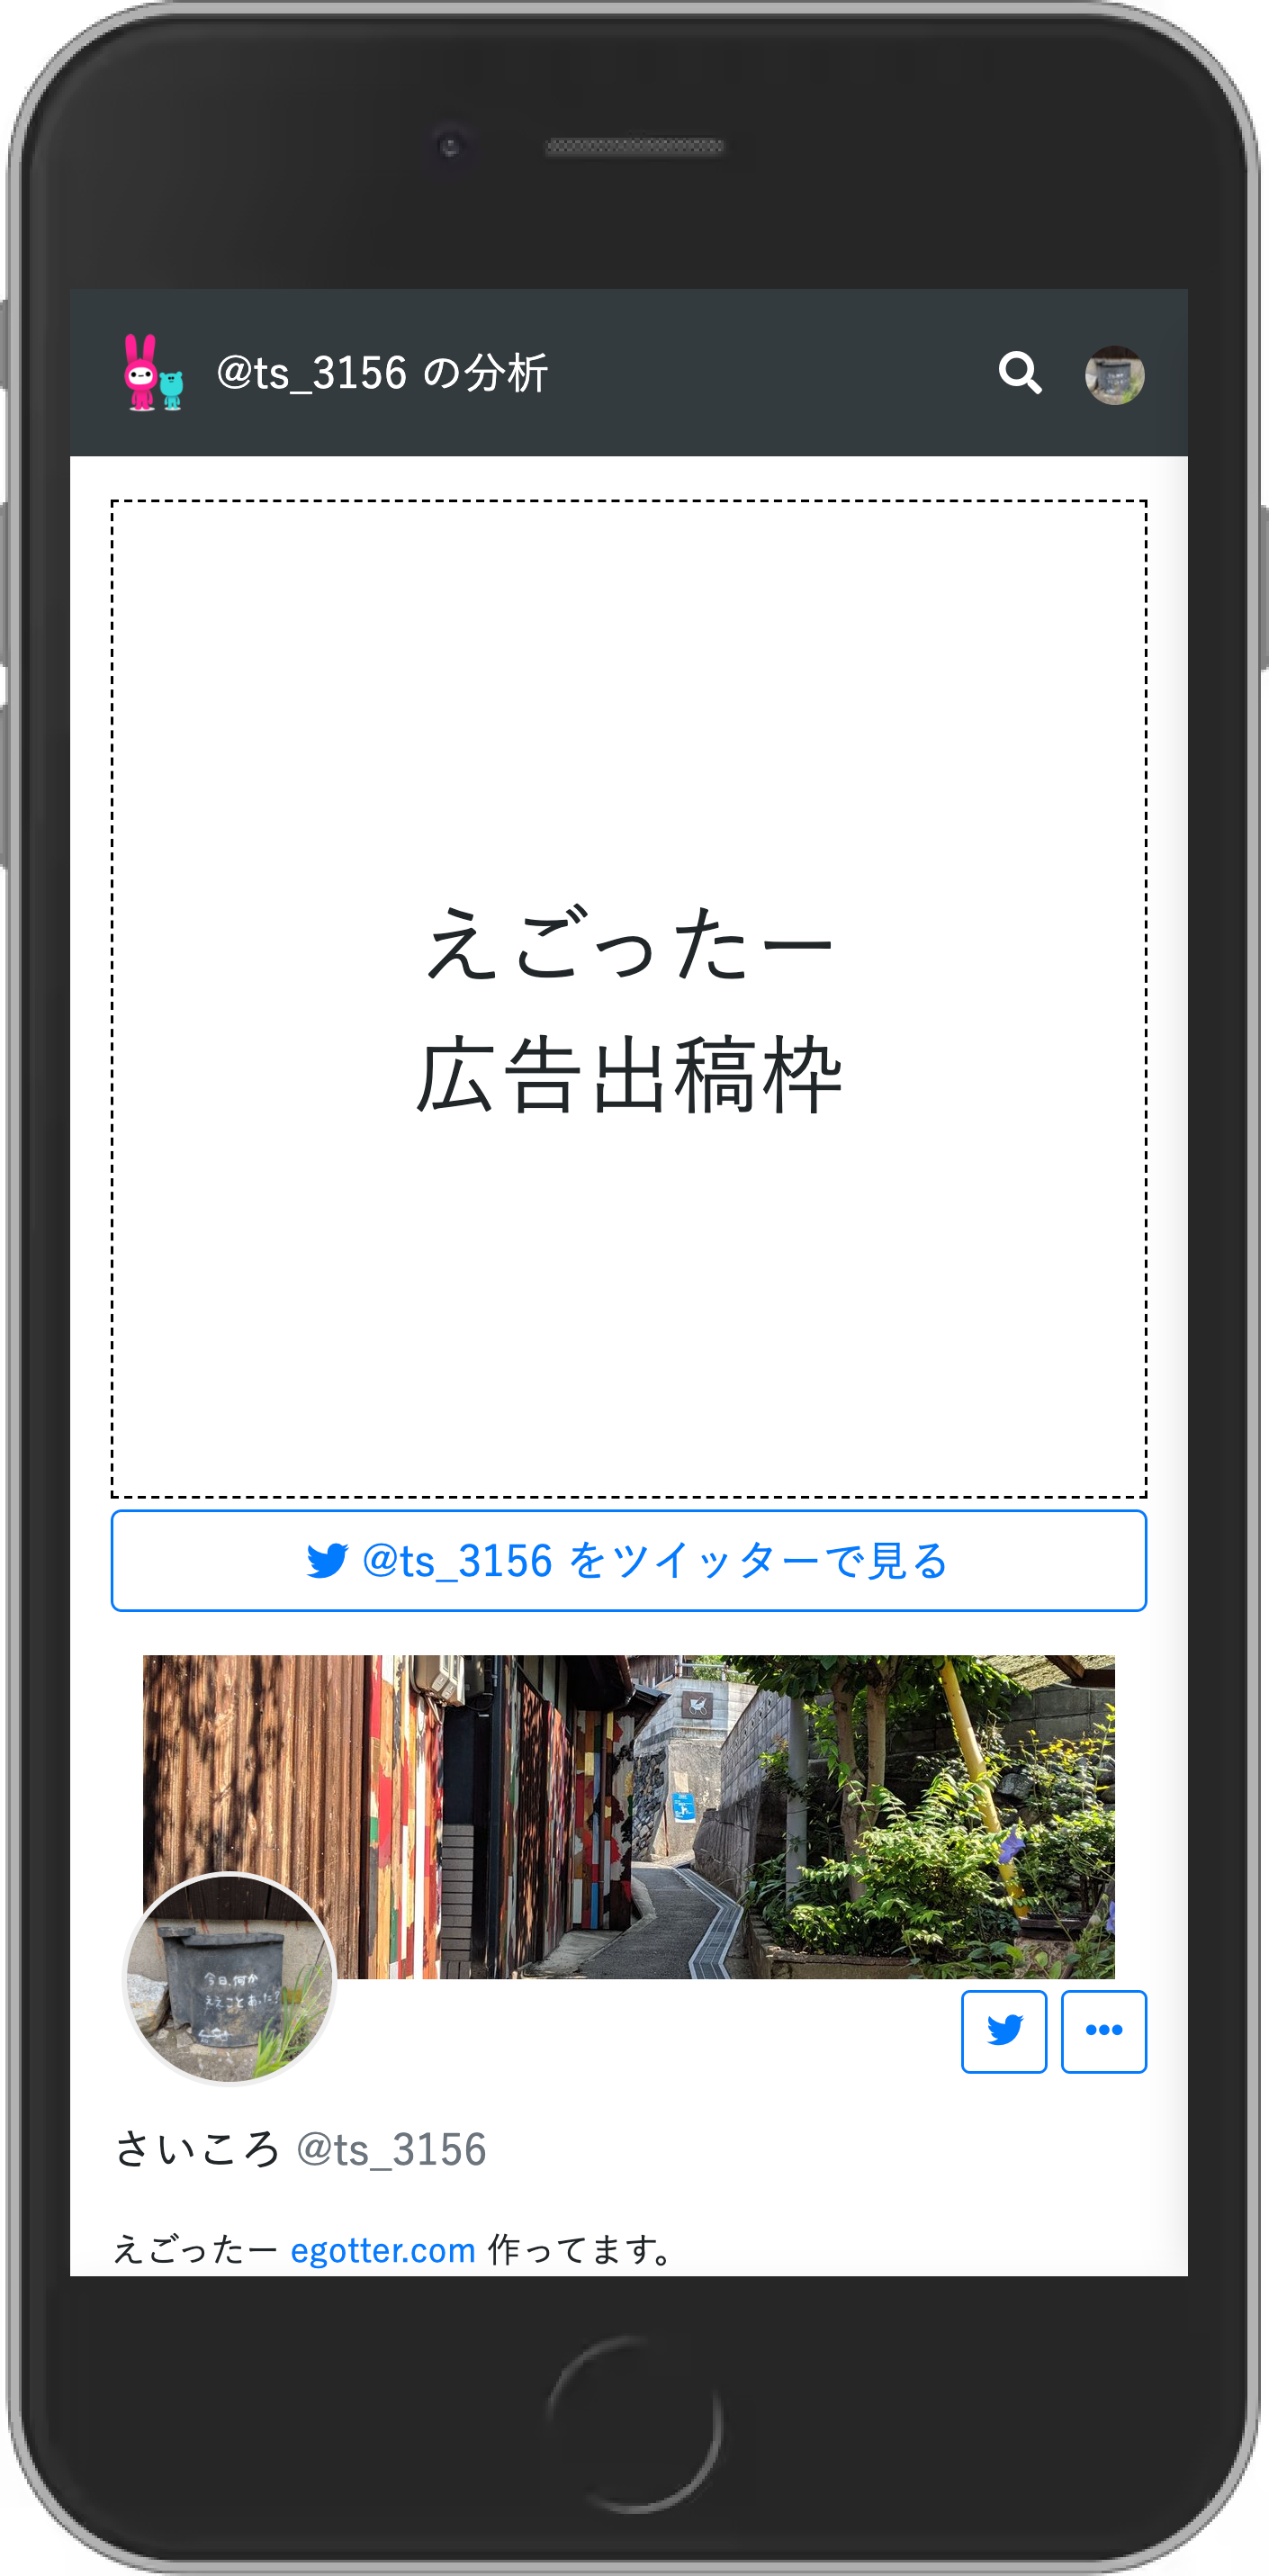 @ts_3156 の分析
えごったー
広告出稿枠
@ts_3156 をツイッターで見る
今日、何か
ええことあった?
さいころ @ts_3156
えごったー egotter.com 作ってます。